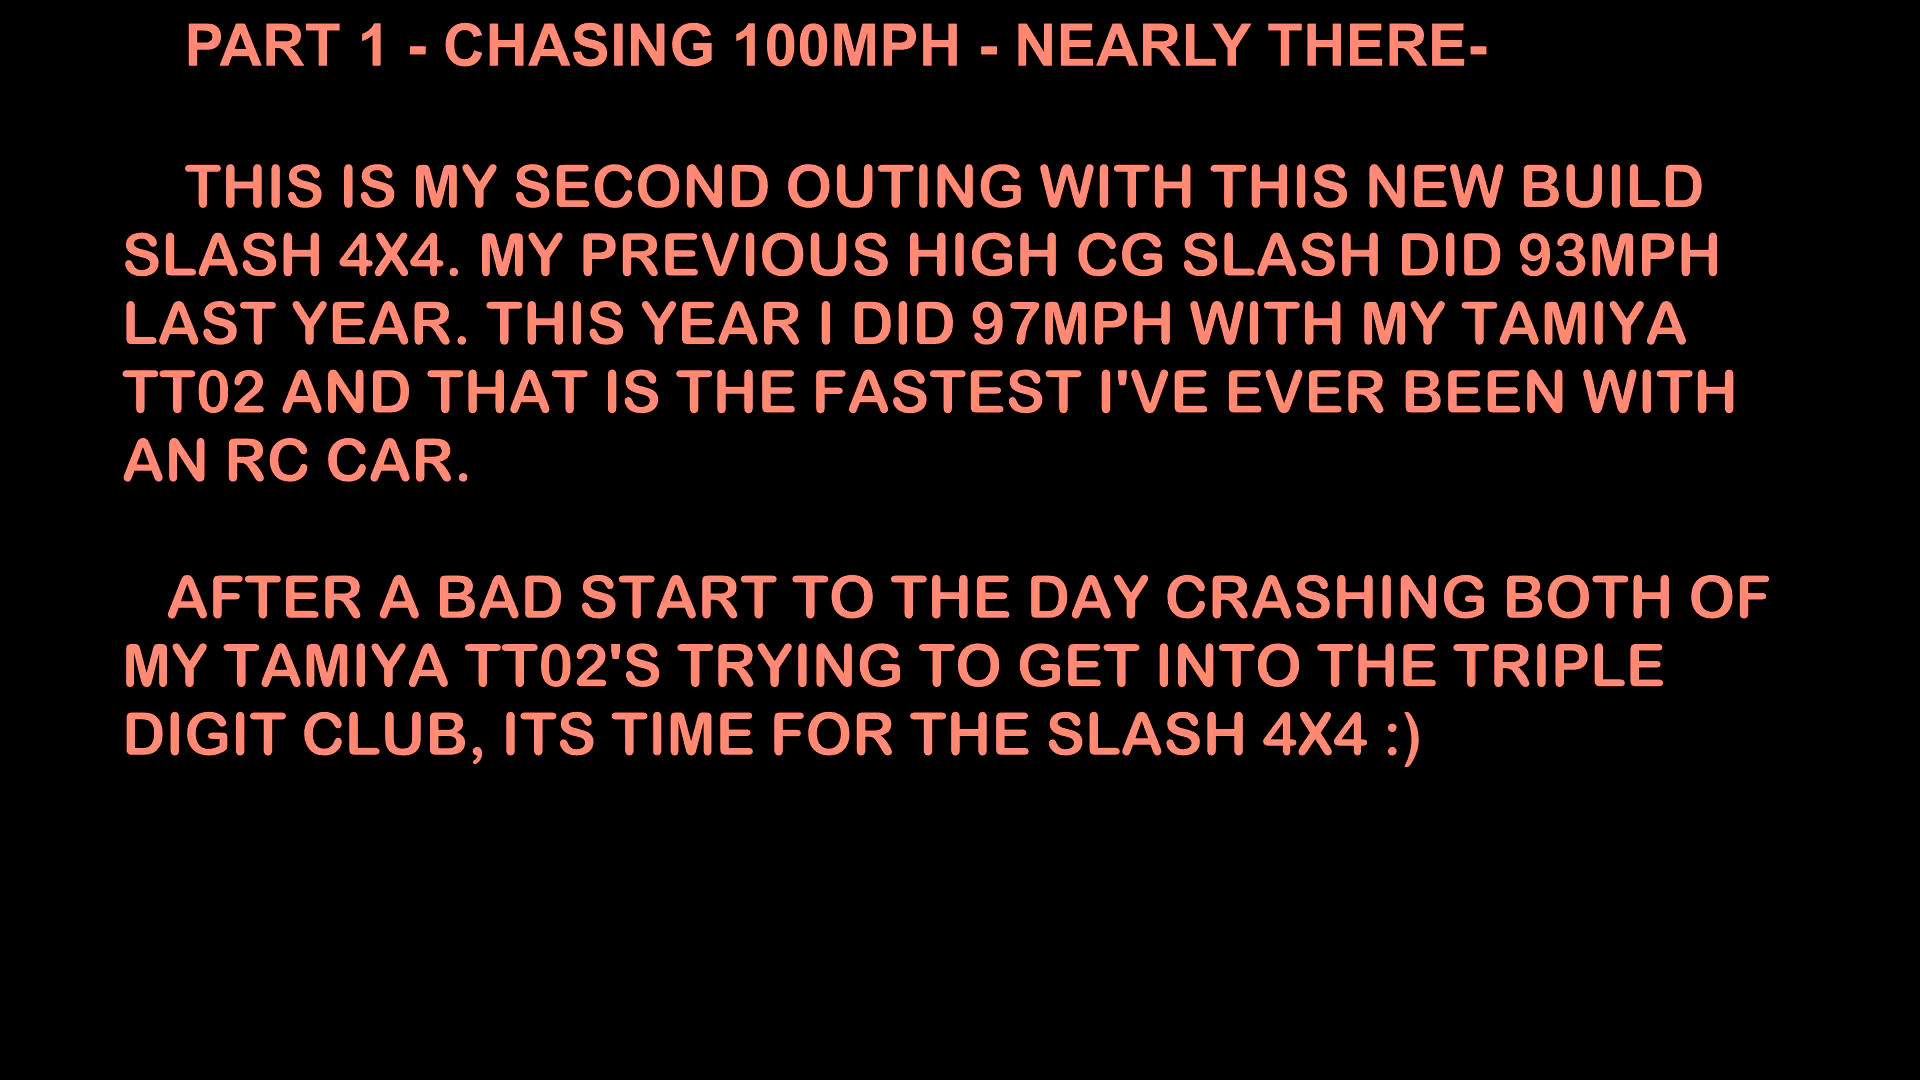 PART 1 - CHASING 100MPH - NEARLY THERE-
THIS IS MY SECOND OUTING WITH THIS NEW BUILD
SLASH 4X4. MY PREVIOUS HIGH CG SLASH DID 93MPH
LAST YEAR. THIS YEAR I DID 97MPH WITH MY TAMIYA
TT02 AND THAT IS THE FASTEST I'VE EVER BEEN WITH
AN RC CAR.
AFTER A BAD START TO THE DAY CRASHING BOTH OF
MY TAMIYA TT02'S TRYING TO GET INTO THE TRIPLE
DIGIT CLUB, ITS TIME FOR THE SLASH 4X4 :)